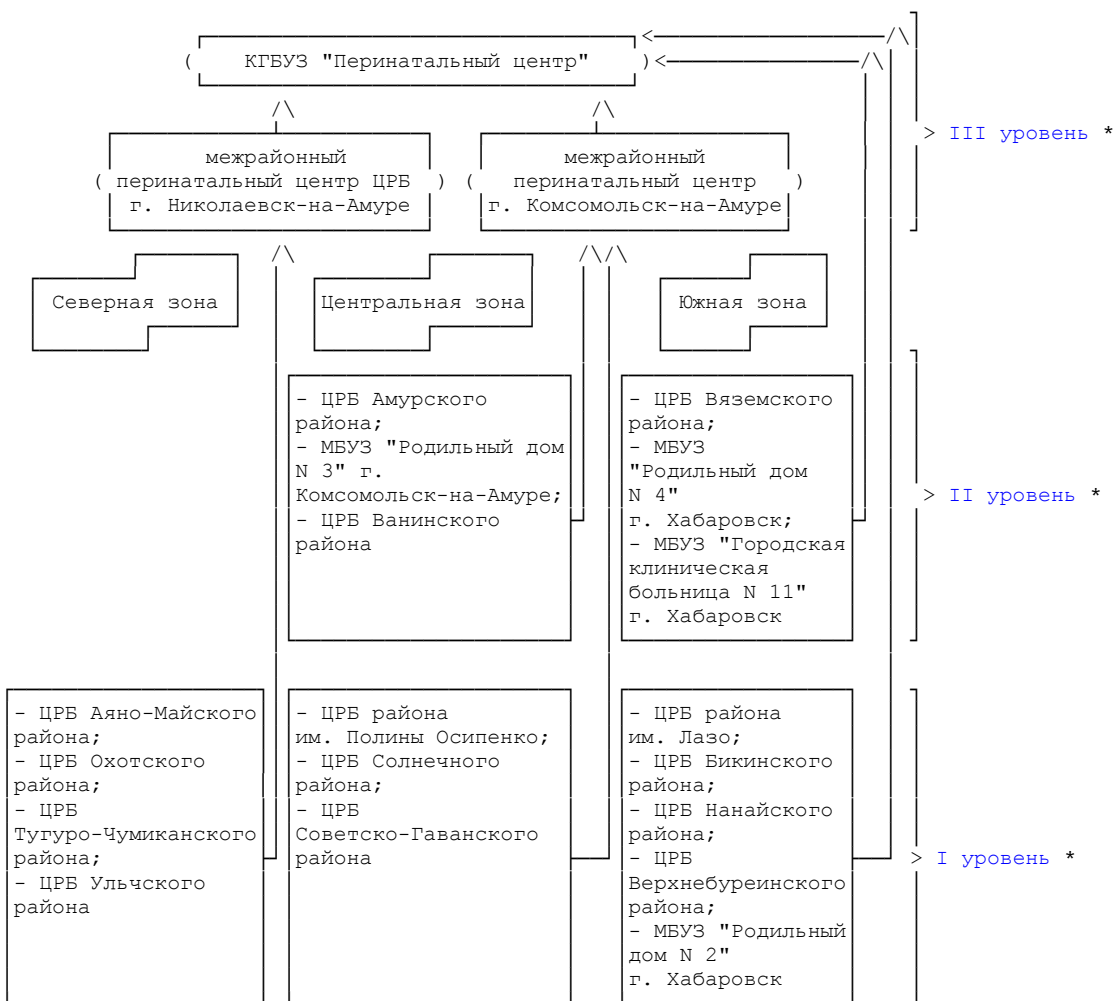 КГБУЗ "Перинатальный центр"
межрайонный
перинатальный центр ЦРБ
г. Николаевск-на-Амуре
межрайонный
перинатальный центр
г. Комсомольск-на-Амуре
> III уровень *
Северная зона
Центральная зона
Южная зона
- ЦРБ Амурского
района;
- МБУЗ "Родильный дом
N 3" г.
Комсомольск-на-Амуре;
- ЦРБ Ванинского
района
- ЦРБ Вяземского
района;
- МБУЗ
"Родильный дом
N 4"
г. Хабаровск;
- МБУЗ "Городская
клиническая
больница N 11"
г. Хабаровск
> II уровень *
- ЦРБ Аяно-Майского
района;
- ЦРБ Охотского
района;
- ЦРБ
Тугуро-Чумиканского
района;
- ЦРБ Ульчского
района
- ЦРБ района
им. Полины Осипенко;
- ЦРБ Солнечного
района;
- ЦРБ
Советско-Гаванского
района
- ЦРБ района
им. Лазо;
- ЦРБ Бикинского
района;
- ЦРБ Нанайского
района;
- ЦРБ
Верхнебуреинского
района;
- МБУЗ "Родильный
дом N 2"
г. Хабаровск
> I уровень *